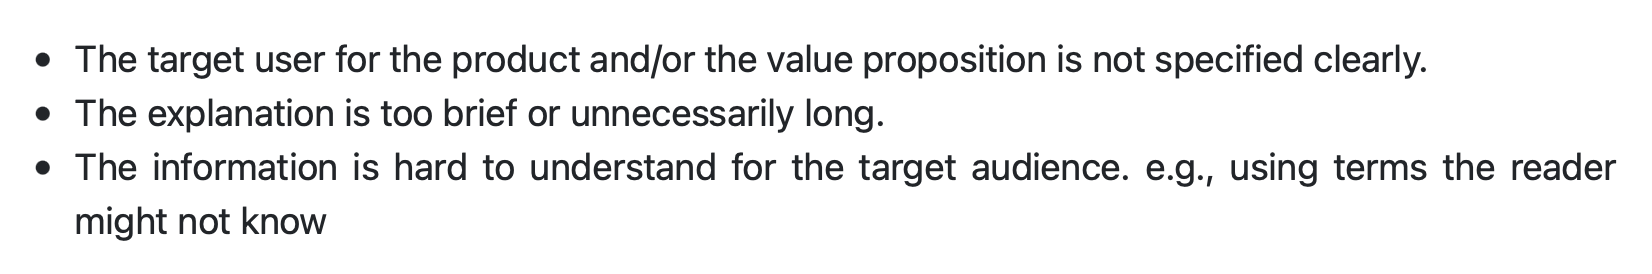 • The target user for the product and/or the value proposition is not specified clearly.
• The explanation is too brief or unnecessarily long.
• The information is hard to understand for the target audience. e.g., using terms the reader
might not know